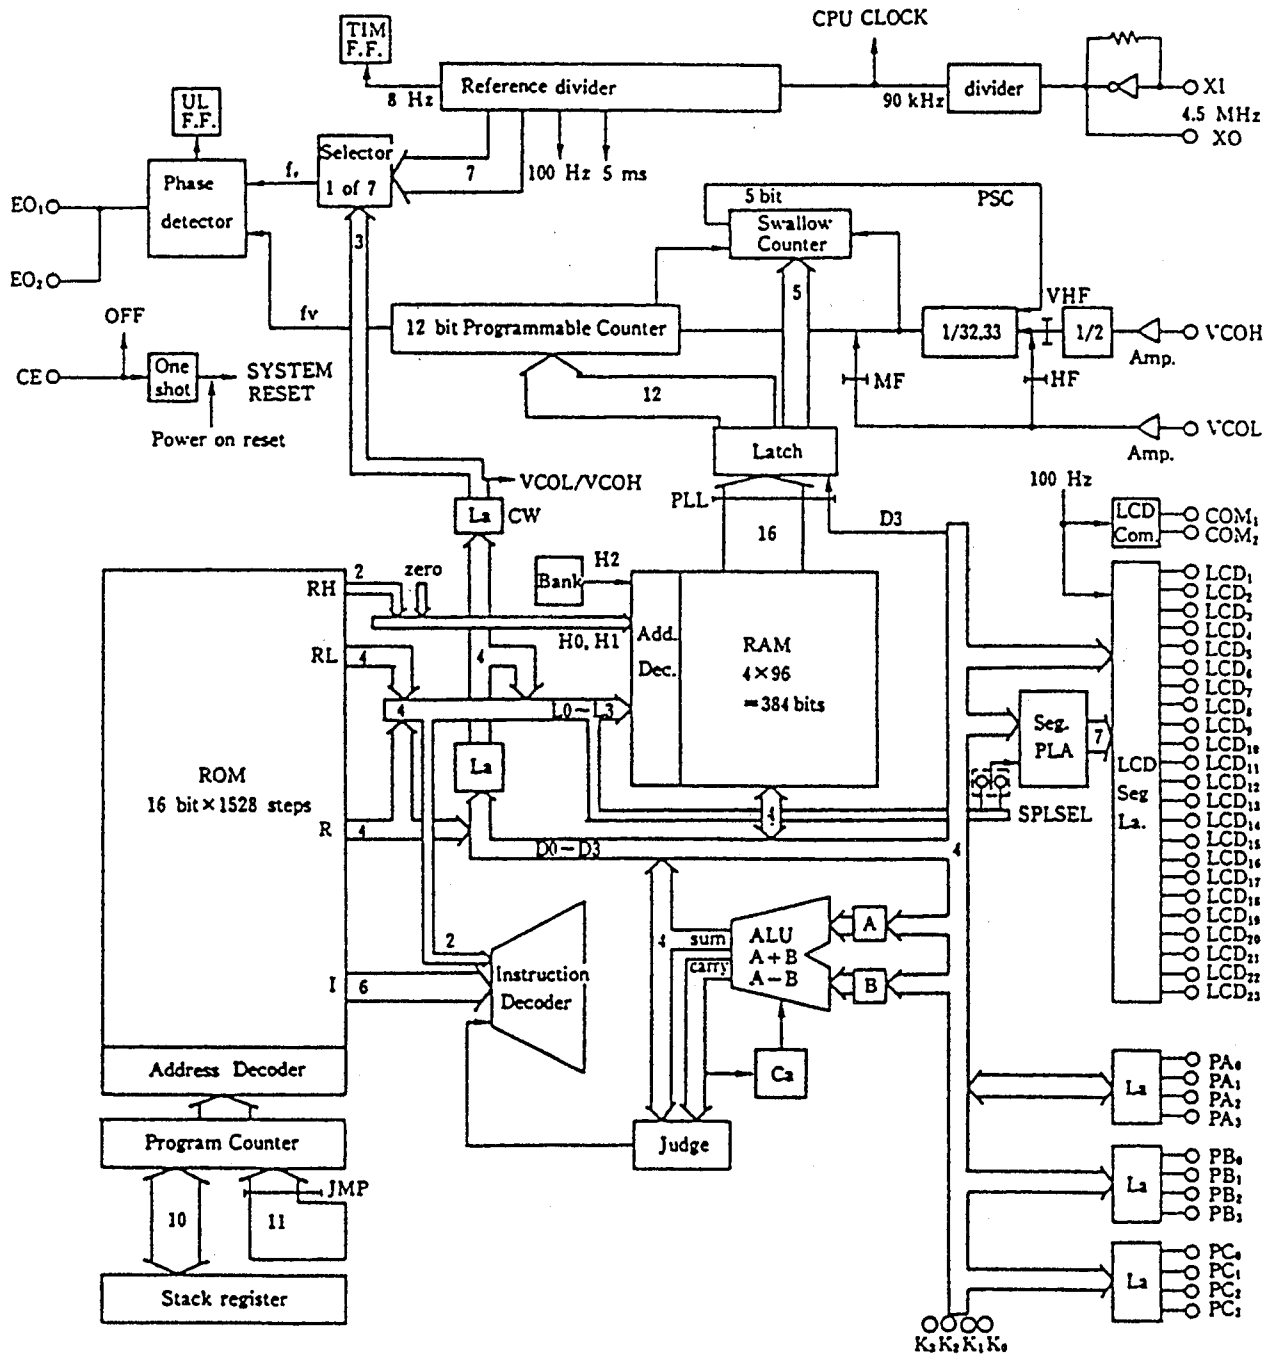 CPU CLOCK
TIM
F.F.
Reference divider
8 Hz
90 kHz
divider
XI
4.5 MHz
XO
UL
F.F.
Selector
1 of 7
7
100 Hz
5 ms
Phase
detector
EO₁
EO₂
3
5 bit
PSC
Swallow
Counter
5
VHF
fv
12 bit Programmable Counter
1/32,33
1/2
VCOH
Amp.
OFF
CE
One
shot
SYSTEM
RESET
Power on reset
12
MF
HF
VCOL
Amp.
Latch
VCOL/VCOH
La
CW
PLL
16
D3
100 Hz
LCD
Com.
COM₁
COM₂
RH
2
zero
Bank
H2
H0, H1
RL
4
4
4
L0~L3
Add.
Dec.
RAM
4×96
=384 bits
La
ROM
16 bit×1528 steps
R
4
D0~D3
4
4
Seg.
PLA
7
SPLSEL
LCD
Seg
La.
LCD₁
LCD₂
LCD₃
LCD₄
LCD₅
LCD₆
LCD₇
LCD₈
LCD₉
LCD₁₀
LCD₁₁
LCD₁₂
LCD₁₃
LCD₁₄
LCD₁₅
LCD₁₆
LCD₁₇
LCD₁₈
LCD₁₉
LCD₂₀
LCD₂₁
LCD₂₂
LCD₂₃
2
I
6
Instruction
Decoder
4
sum
carry
ALU
A+B
A−B
A
B
Ca
Judge
Address Decoder
Program Counter
JMP
10
11
Stack register
La
PA₀
PA₁
PA₂
PA₃
La
PB₀
PB₁
PB₂
PB₃
La
PC₀
PC₁
PC₂
PC₃
K₃ K₂ K₁ K₀